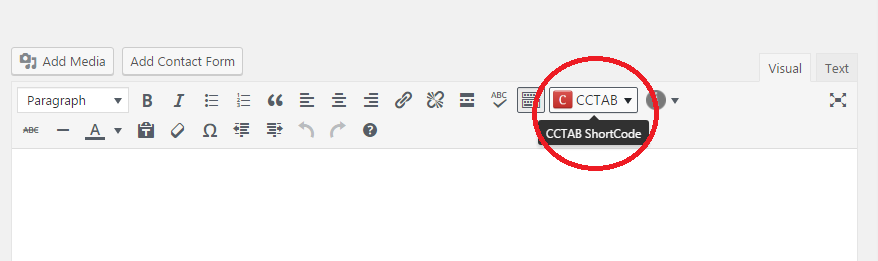 Add Media Add Contact Form
Visual Text
Paragraph B I ABC C CCTAB
ABC A Ω ?
CCTAB ShortCode